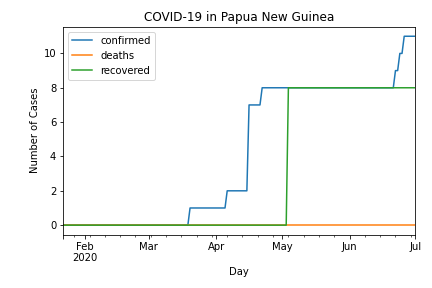 COVID-19 in Papua New Guinea
confirmed
deaths
recovered
Number of Cases
10
8
6
4
2
0
Feb Mar Apr May Jun Jul
2020
Day